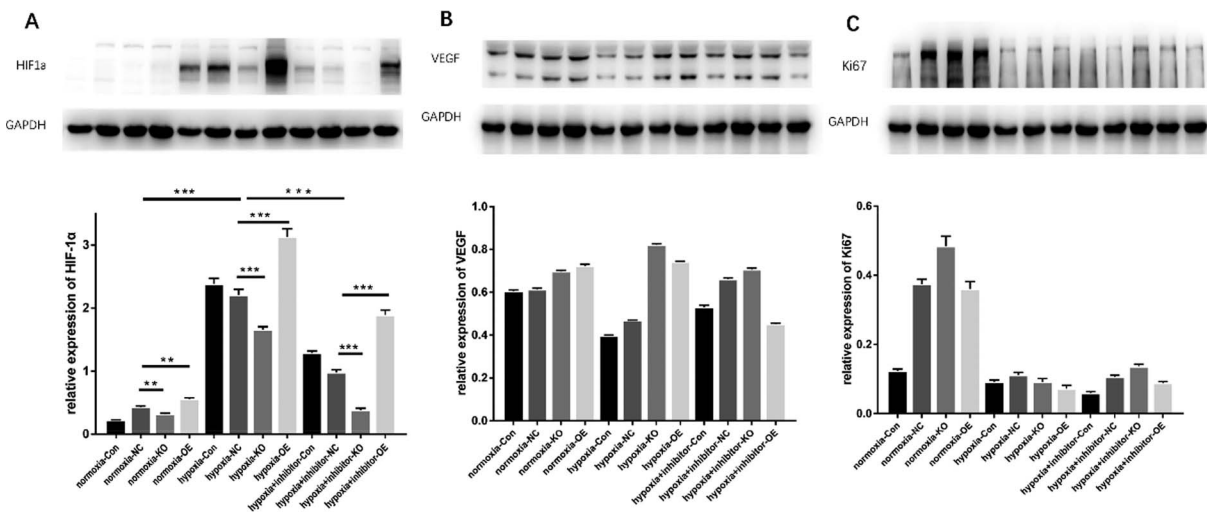 A
HIF1a
GAPDH
*** ***
***
***
***
***
**
**
relative expression of HIF-1α
3
2
1
0
normoxia-Con
normoxia-NC
normoxia-KO
normoxia-OE
hypoxia-Con
hypoxia-NC
hypoxia-KO
hypoxia-OE
hypoxia+inhibitor-Con
hypoxia+inhibitor-NC
hypoxia+inhibitor-KO
hypoxia+inhibitor-OE
B
VEGF
GAPDH
relative expression of VEGF
1.0
0.8
0.6
0.4
0.2
0.0
normoxia-Con
normoxia-NC
normoxia-KO
normoxia-OE
hypoxia-Con
hypoxia-NC
hypoxia-KO
hypoxia-OE
hypoxia+inhibitor-Con
hypoxia+inhibitor-NC
hypoxia+inhibitor-KO
hypoxia+inhibitor-OE
C
Ki67
GAPDH
relative expression of Ki67
0.6
0.4
0.2
0.0
normoxia-Con
normoxia-NC
normoxia-KO
normoxia-OE
hypoxia-Con
hypoxia-NC
hypoxia-KO
hypoxia-OE
hypoxia+inhibitor-Con
hypoxia+inhibitor-NC
hypoxia+inhibitor-KO
hypoxia+inhibitor-OE